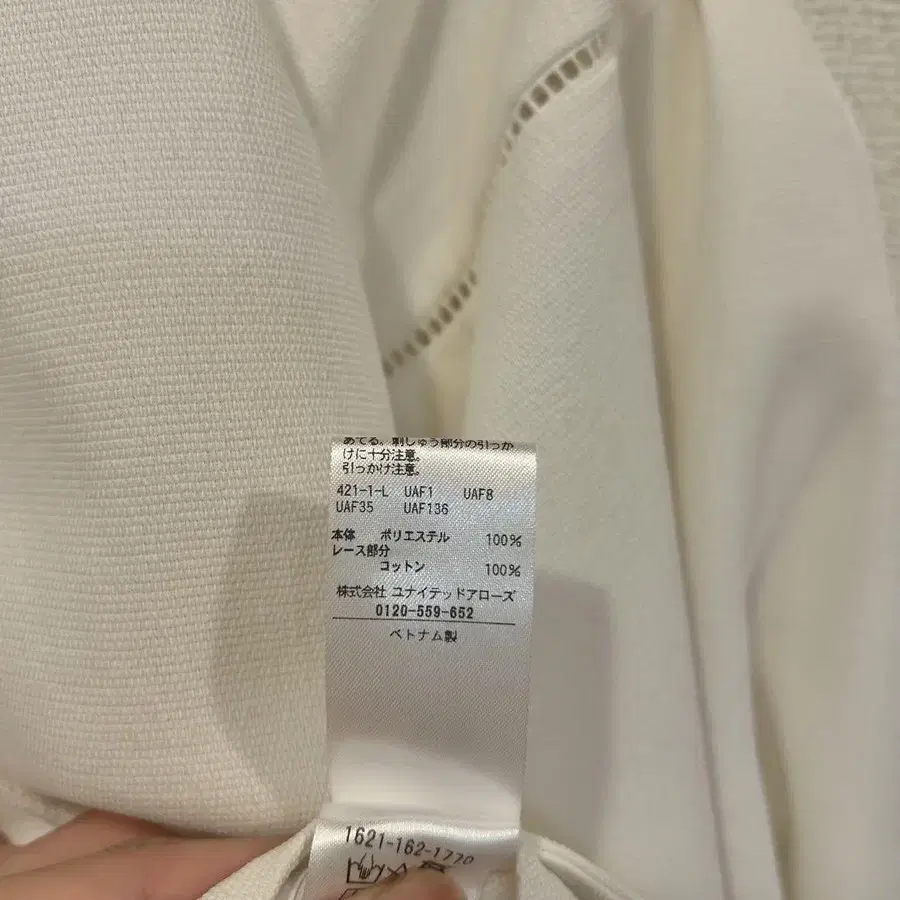 あてる。刺しゅう部分の引っか
けに十分注意。
引っかけ注意。
421-1-L UAF1 UAF8
UAF35 UAF136
本体 ポリエステル 100%
レース部分
コットン 100%
株式会社 ユナイテッドアローズ
0120-559-652
ベトナム製
1621-162-1770